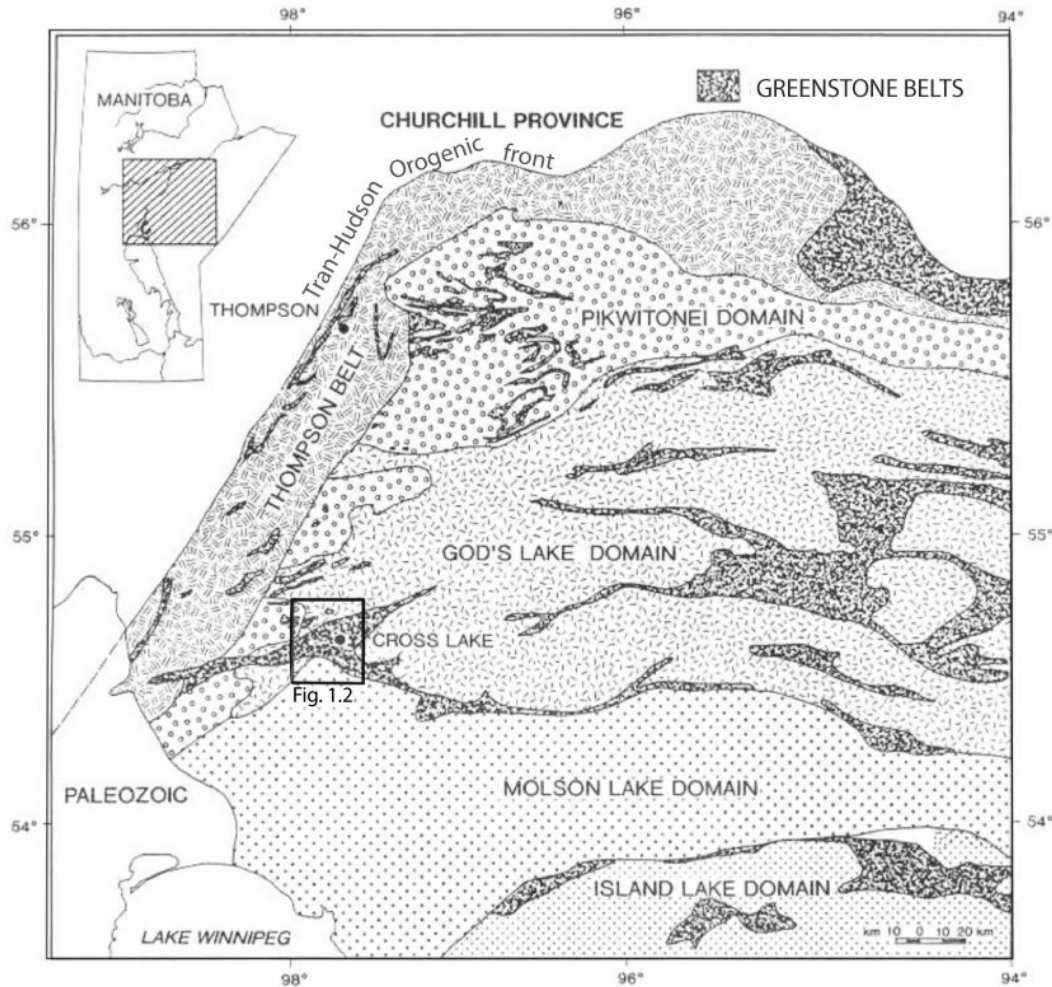 98°
96°
94°
MANITOBA
GREENSTONE BELTS
CHURCHILL PROVINCE
Tran-Hudson Orogenic front
56°
56°
THOMPSON
PIKWITONEI DOMAIN
THOMPSON BELT
55°
55°
GOD'S LAKE DOMAIN
CROSS LAKE
Fig. 1.2
PALEOZOIC
MOLSON LAKE DOMAIN
54°
54°
ISLAND LAKE DOMAIN
LAKE WINNIPEG
km 10 0 10 20 km
98°
96°
94°